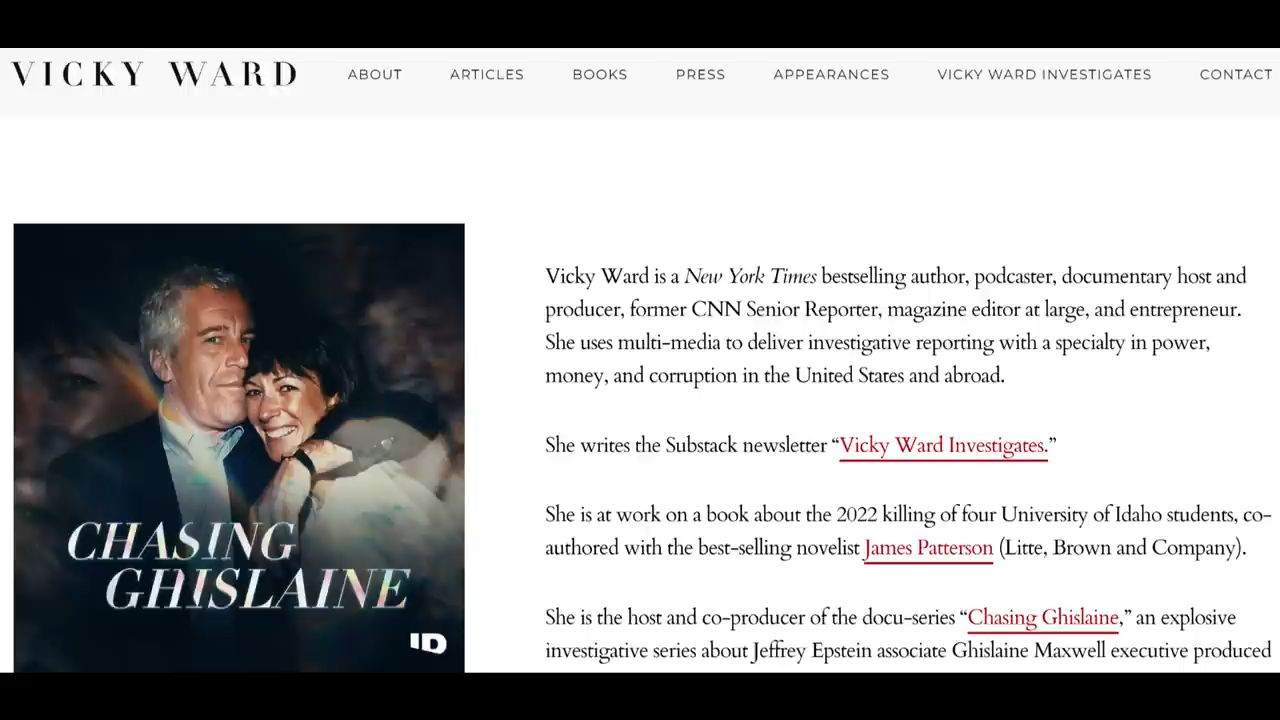 VICKY WARD
ABOUT
ARTICLES
BOOKS
PRESS
APPEARANCES
VICKY WARD INVESTIGATES
CONTACT
CHASING
GHISLAINE
ID
Vicky Ward is a New York Times bestselling author, podcaster, documentary host and
producer, former CNN Senior Reporter, magazine editor at large, and entrepreneur.
She uses multi-media to deliver investigative reporting with a specialty in power,
money, and corruption in the United States and abroad.
She writes the Substack newsletter “Vicky Ward Investigates.”
She is at work on a book about the 2022 killing of four University of Idaho students, co-
authored with the best-selling novelist James Patterson (Litte, Brown and Company).
She is the host and co-producer of the docu-series “Chasing Ghislaine,” an explosive
investigative series about Jeffrey Epstein associate Ghislaine Maxwell executive produced